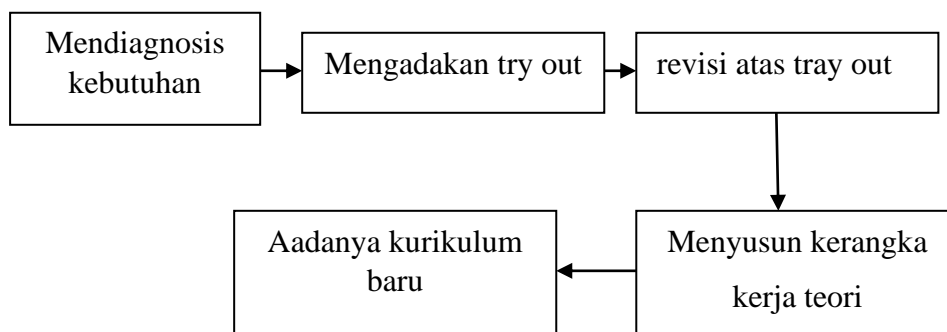 Mendiagnosis
kebutuhan
Mengadakan try out
revisi atas tray out
Menyusun kerangka
kerja teori
Aadanya kurikulum
baru